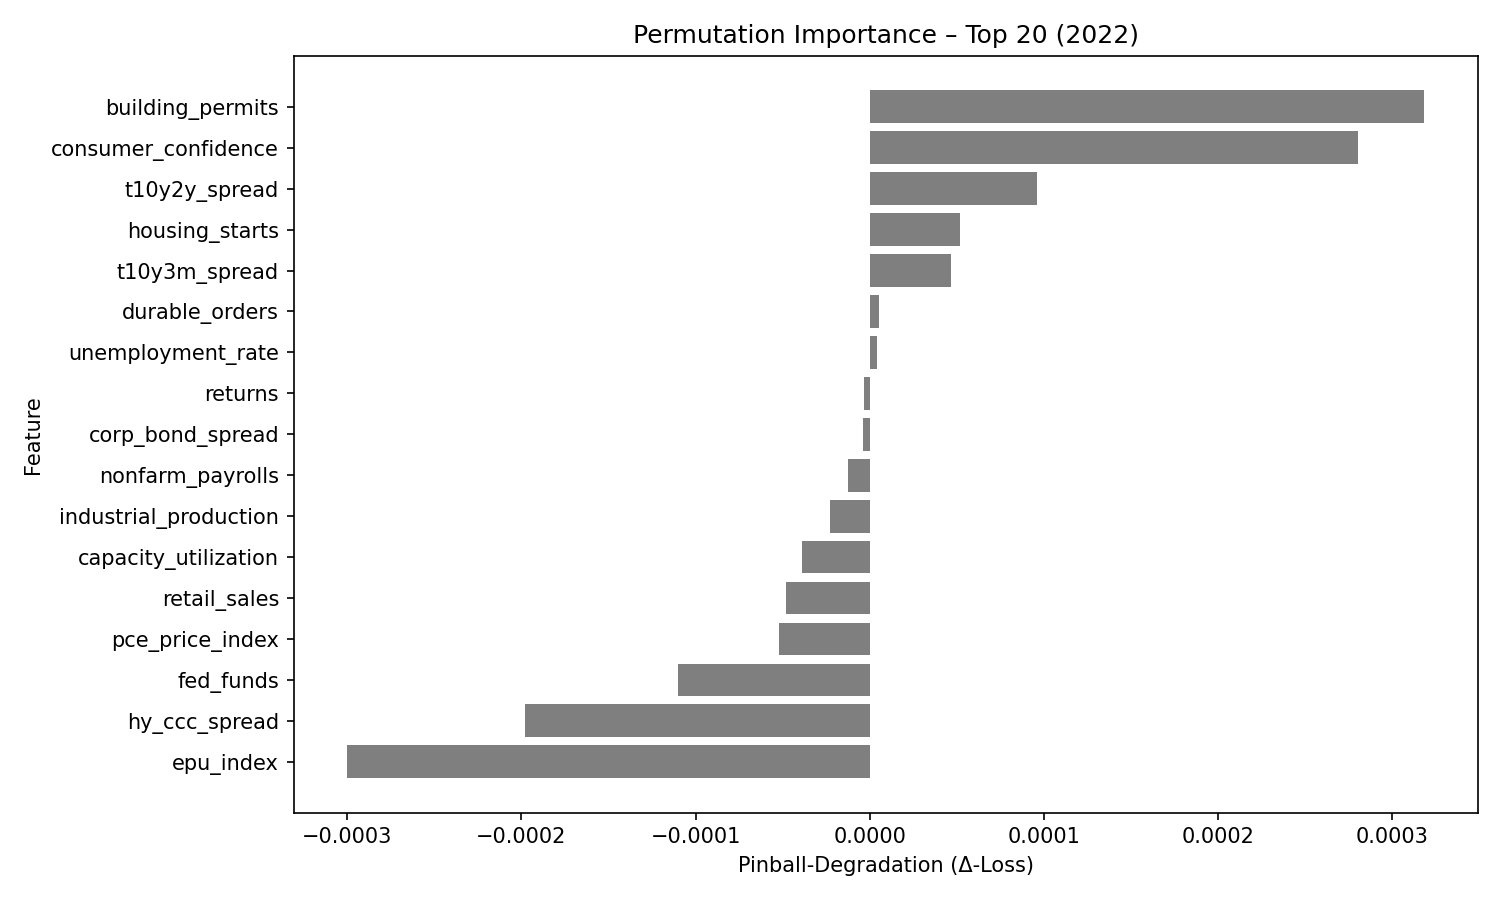 Permutation Importance – Top 20 (2022)
building_permits
consumer_confidence
t10y2y_spread
housing_starts
t10y3m_spread
durable_orders
unemployment_rate
returns
corp_bond_spread
nonfarm_payrolls
industrial_production
capacity_utilization
retail_sales
pce_price_index
fed_funds
hy_ccc_spread
epu_index
Feature
−0.0003 −0.0002 −0.0001 0.0000 0.0001 0.0002 0.0003
Pinball-Degradation (Δ-Loss)